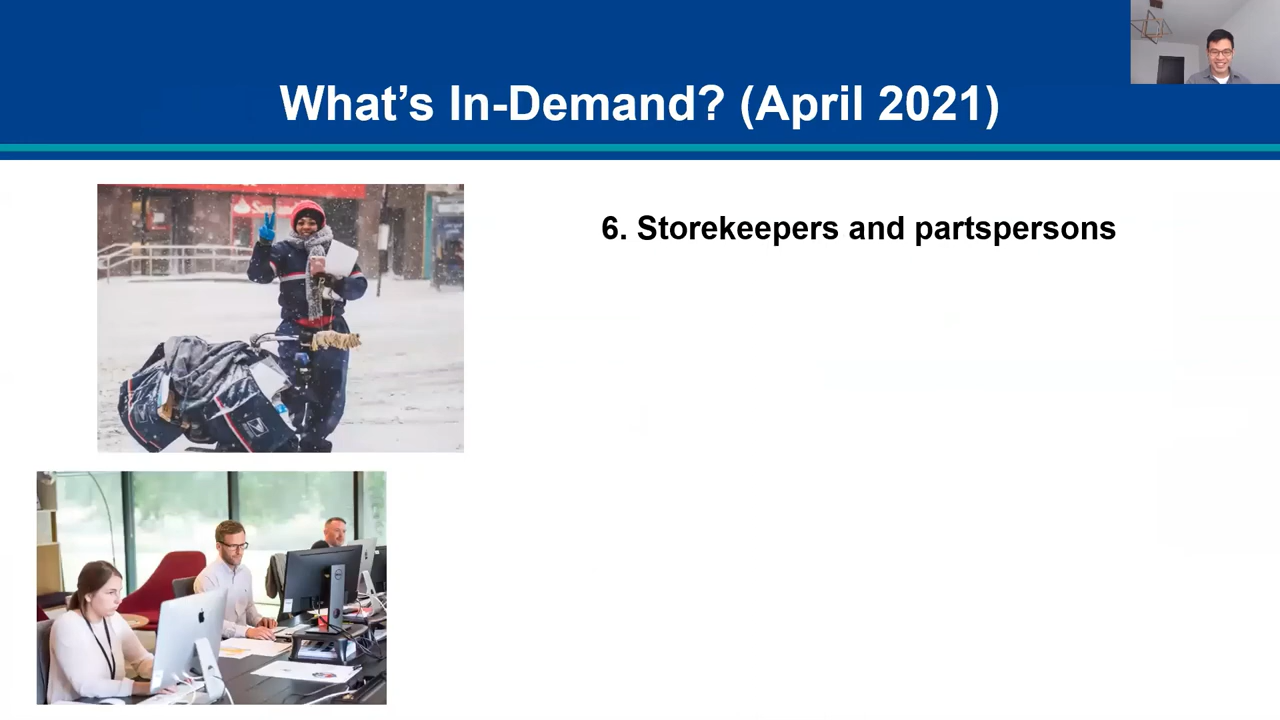 What's In-Demand? (April 2021)
6. Storekeepers and partspersons